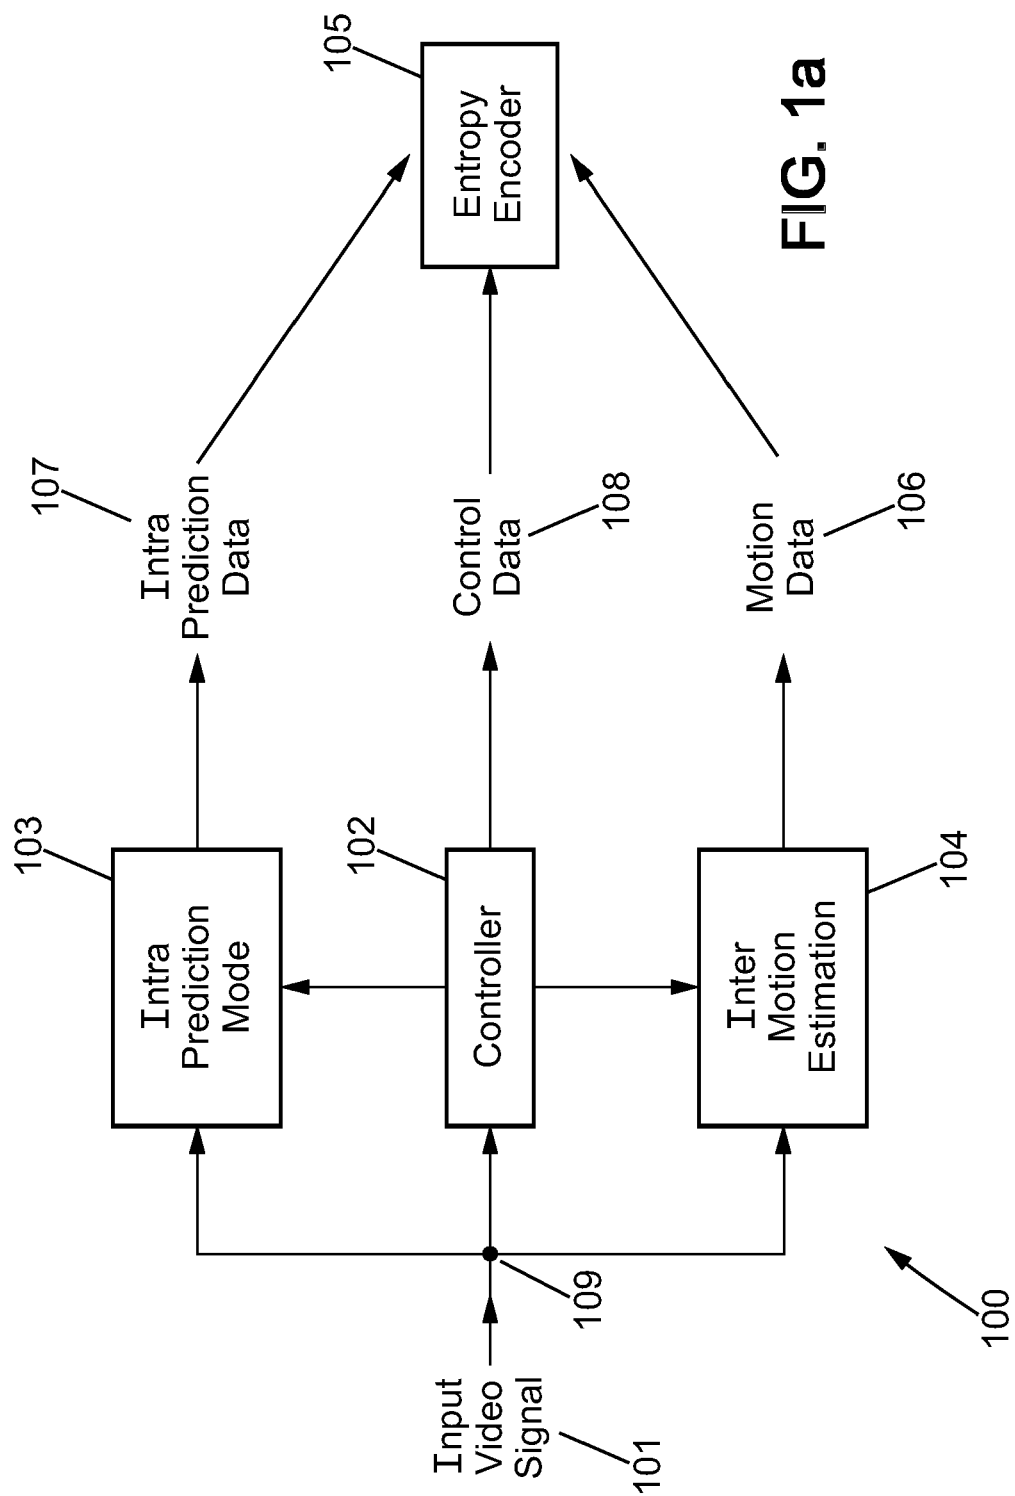 103
Intra
Prediction
Mode
107
Intra
Prediction
Data
105
Entropy
Encoder
Input
Video
Signal
101
109
102
Controller
Control
Data
108
104
Inter
Motion
Estimation
Motion
Data
106
100
FIG. 1a